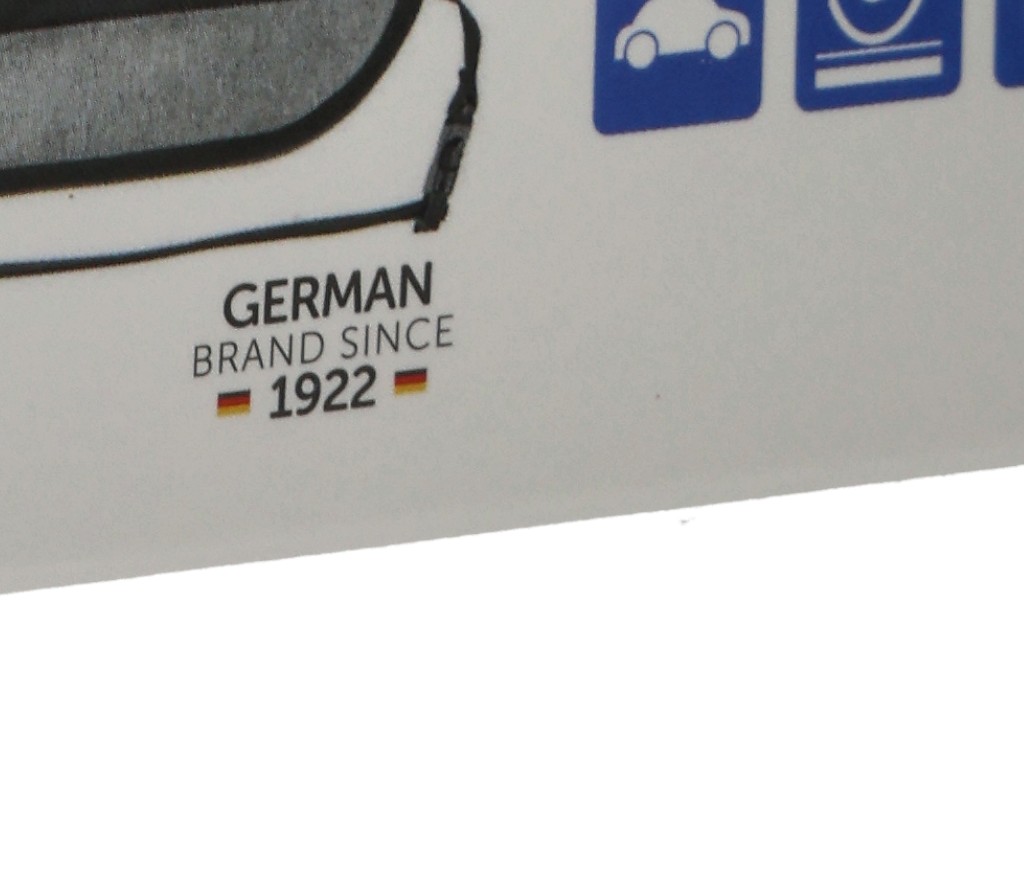 GERMAN
BRAND SINCE
1922